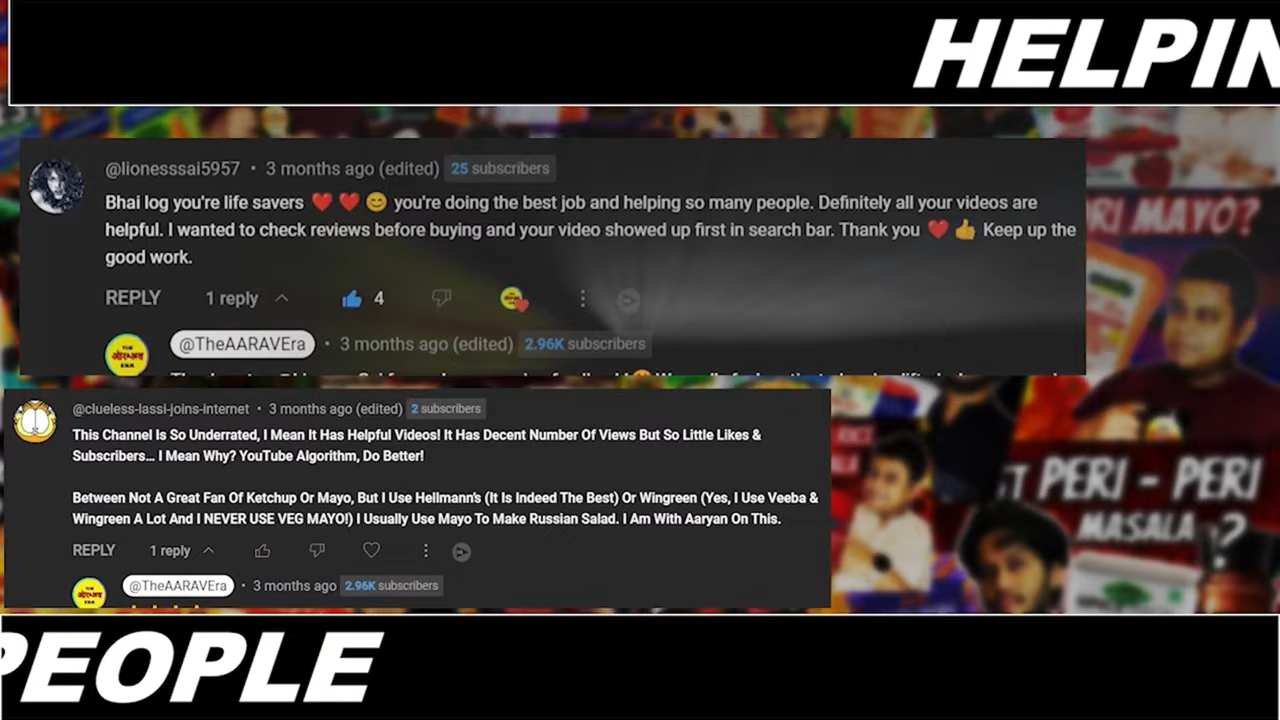 HELPIN
@lionesssai5957 • 3 months ago (edited) 25 subscribers
Bhai log you're life savers ❤️ ❤️ 😊 you're doing the best job and helping so many people. Definitely all your videos are
helpful. I wanted to check reviews before buying and your video showed up first in search bar. Thank you ❤️ 👍 Keep up the
good work.
REPLY 1 reply 4
@TheAARAVEra • 3 months ago (edited) 2.96K subscribers
RI MAYO?
@clueless-lassi-joins-internet • 3 months ago (edited) 2 subscribers
This Channel Is So Underrated, I Mean It Has Helpful Videos! It Has Decent Number Of Views But So Little Likes &
Subscribers... I Mean Why? YouTube Algorithm, Do Better!
Between Not A Great Fan Of Ketchup Or Mayo, But I Use Hellmann's (It Is Indeed The Best) Or Wingreen (Yes, I Use Veeba &
Wingreen A Lot And I NEVER USE VEG MAYO!) I Usually Use Mayo To Make Russian Salad. I Am With Aaryan On This.
REPLY 1 reply
@TheAARAVEra • 3 months ago 2.96K subscribers
PERI - PERI
MASALA ?
PEOPLE